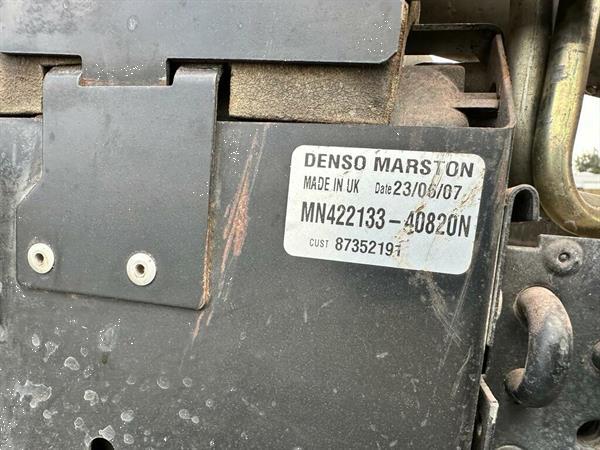 DENSO MARSTON
MADE IN UK Date 23/06/07
MN422133-40820N
CUST 87352191